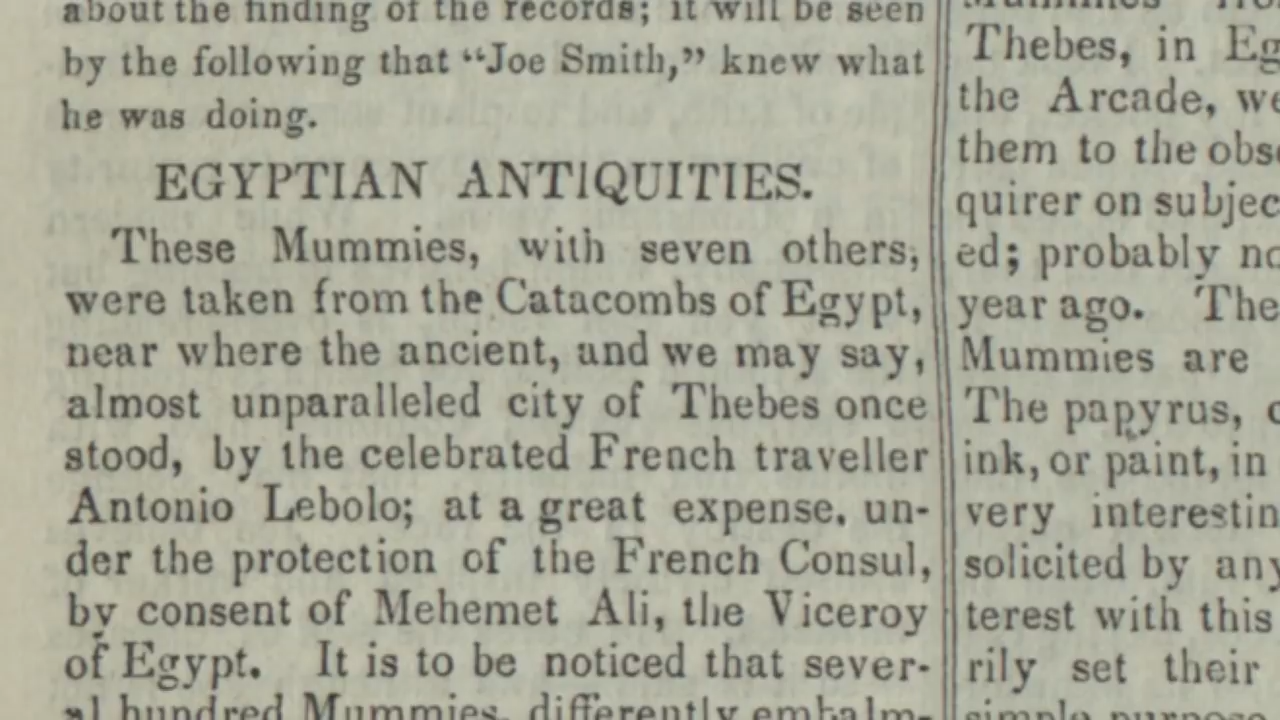 about the finding of the records; it will be seen
by the following that "Joe Smith," knew what
he was doing.
EGYPTIAN ANTIQUITIES.
These Mummies, with seven others,
were taken from the Catacombs of Egypt,
near where the ancient, and we may say,
almost unparalleled city of Thebes once
stood, by the celebrated French traveller
Antonio Lebolo; at a great expense, un-
der the protection of the French Consul,
by consent of Mehemet Ali, the Viceroy
of Egypt. It is to be noticed that sever-
al hundred Mummies, differently embalm-
Mummies
Thebes, in Eg
the Arcade, we
them to the obse
quirer on subjec
ed; probably no
year ago. The
Mummies are
The papyrus, c
ink, or paint, in
very interestin
solicited by any
terest with this
rily set their
simple purpose